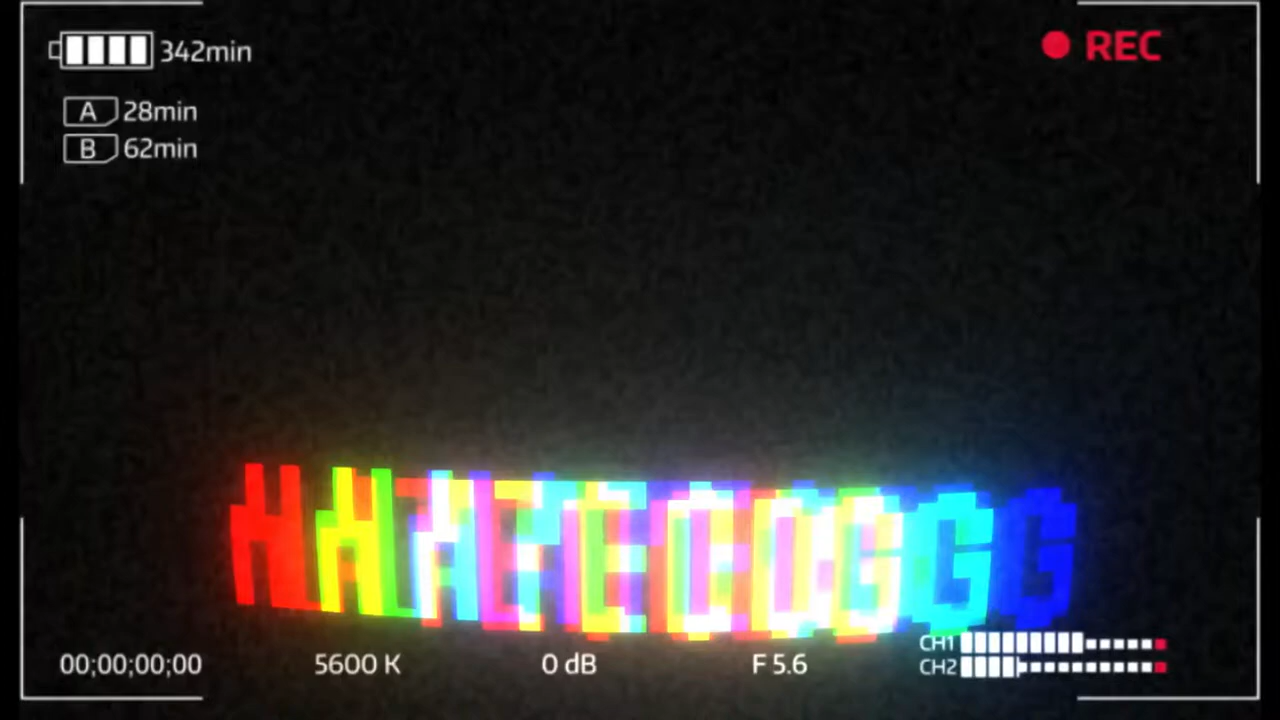 342min
REC
A 28min
B 62min
00;00;00;00
5600 K
0 dB
F 5.6
CH1
CH2